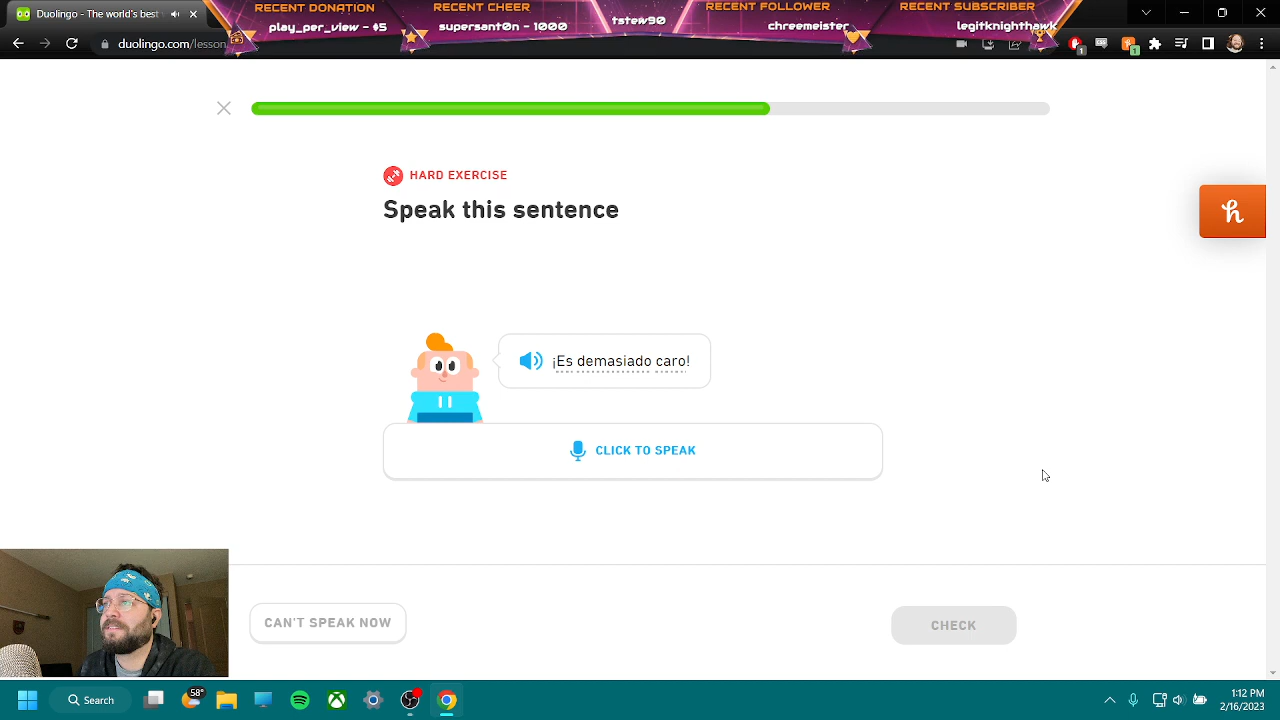 Duolingo - The world's best
RECENT DONATION
play_per_view - $5
RECENT CHEER
supersant0n - 1000
tstew90
RECENT FOLLOWER
chreemeister
RECENT SUBSCRIBER
legitknighthawk
duolingo.com/lesson
1
1
HARD EXERCISE
Speak this sentence
¡Es demasiado caro!
CLICK TO SPEAK
CAN'T SPEAK NOW
CHECK
Search
58°
1:12 PM
2/16/2023